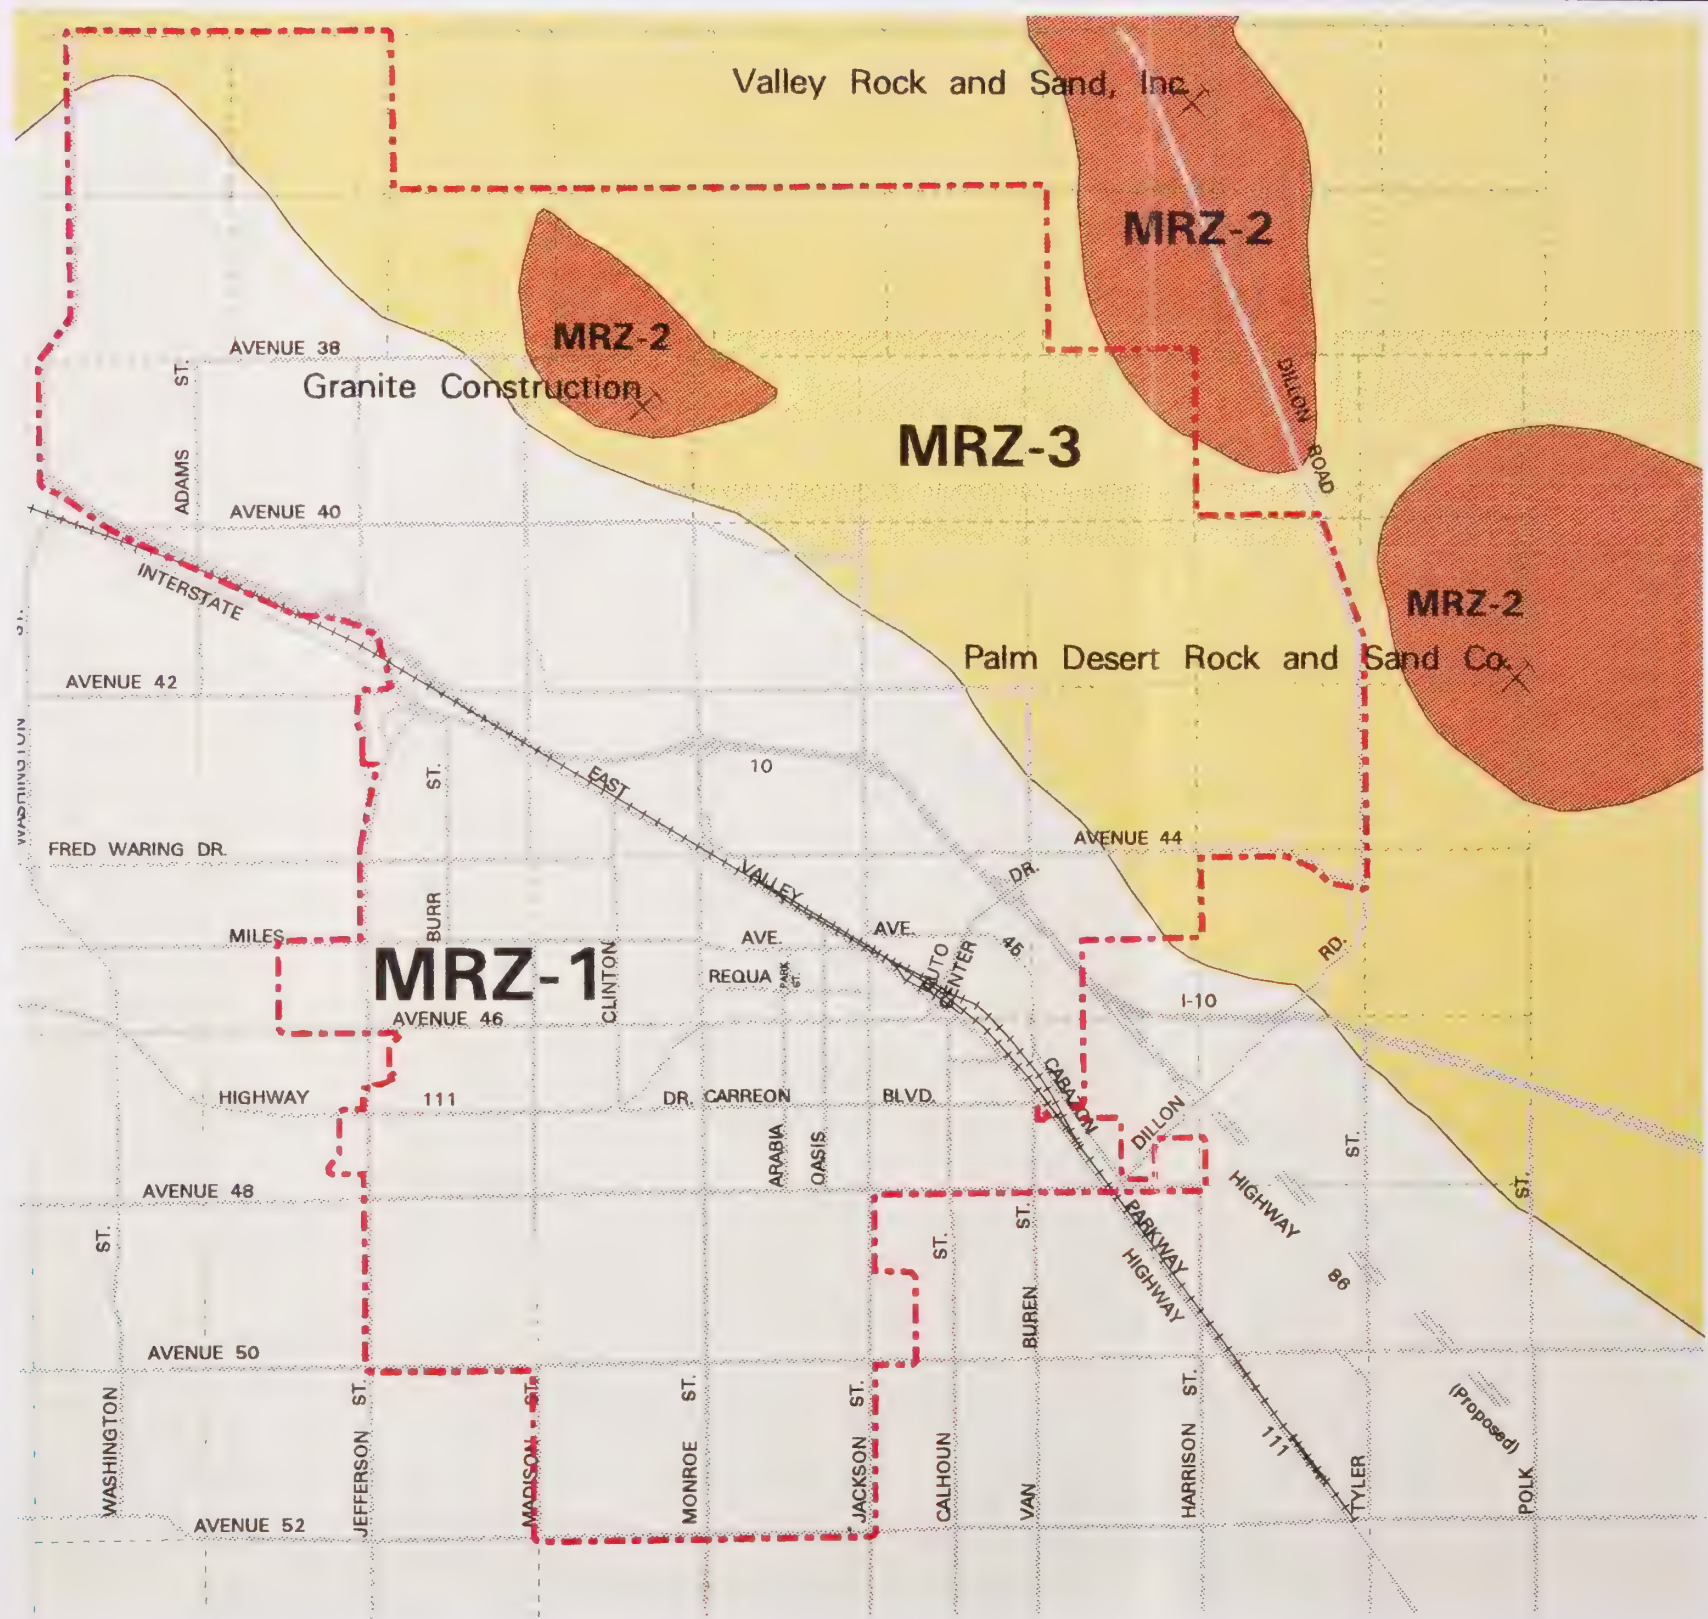 Valley Rock and Sand, Inc.
MRZ-2
MRZ-2
AVENUE 38
ST.
Granite Construction
DILLON ROAD
MRZ-3
ADAMS
AVENUE 40
INTERSTATE
MRZ-2
Palm Desert Rock and Sand Co.
AVENUE 42
WASHINGTON
ST.
EAST
10
ST.
FRED WARING DR.
AVENUE 44
VALLEY
DR.
BURR
MILES
AVE.
AVE.
45
RD.
MRZ-1
CLINTON
REQUA
PARK ST.
AUTO
CENTER
I-10
AVENUE 46
HIGHWAY
111
DR. CARREON
BLVD.
CABAZON
DILLON
ARABIA
OASIS
ST.
AVENUE 48
ST.
ST.
ST.
ST.
HIGHWAY
PARKWAY
HIGHWAY
86
BUREN
AVENUE 50
ST.
ST.
ST.
ST.
ST.
(Proposed)
111
WASHINGTON
JEFFERSON
MADISON
MONROE
JACKSON
CALHOUN
VAN
HARRISON
TYLER
POLK
AVENUE 52